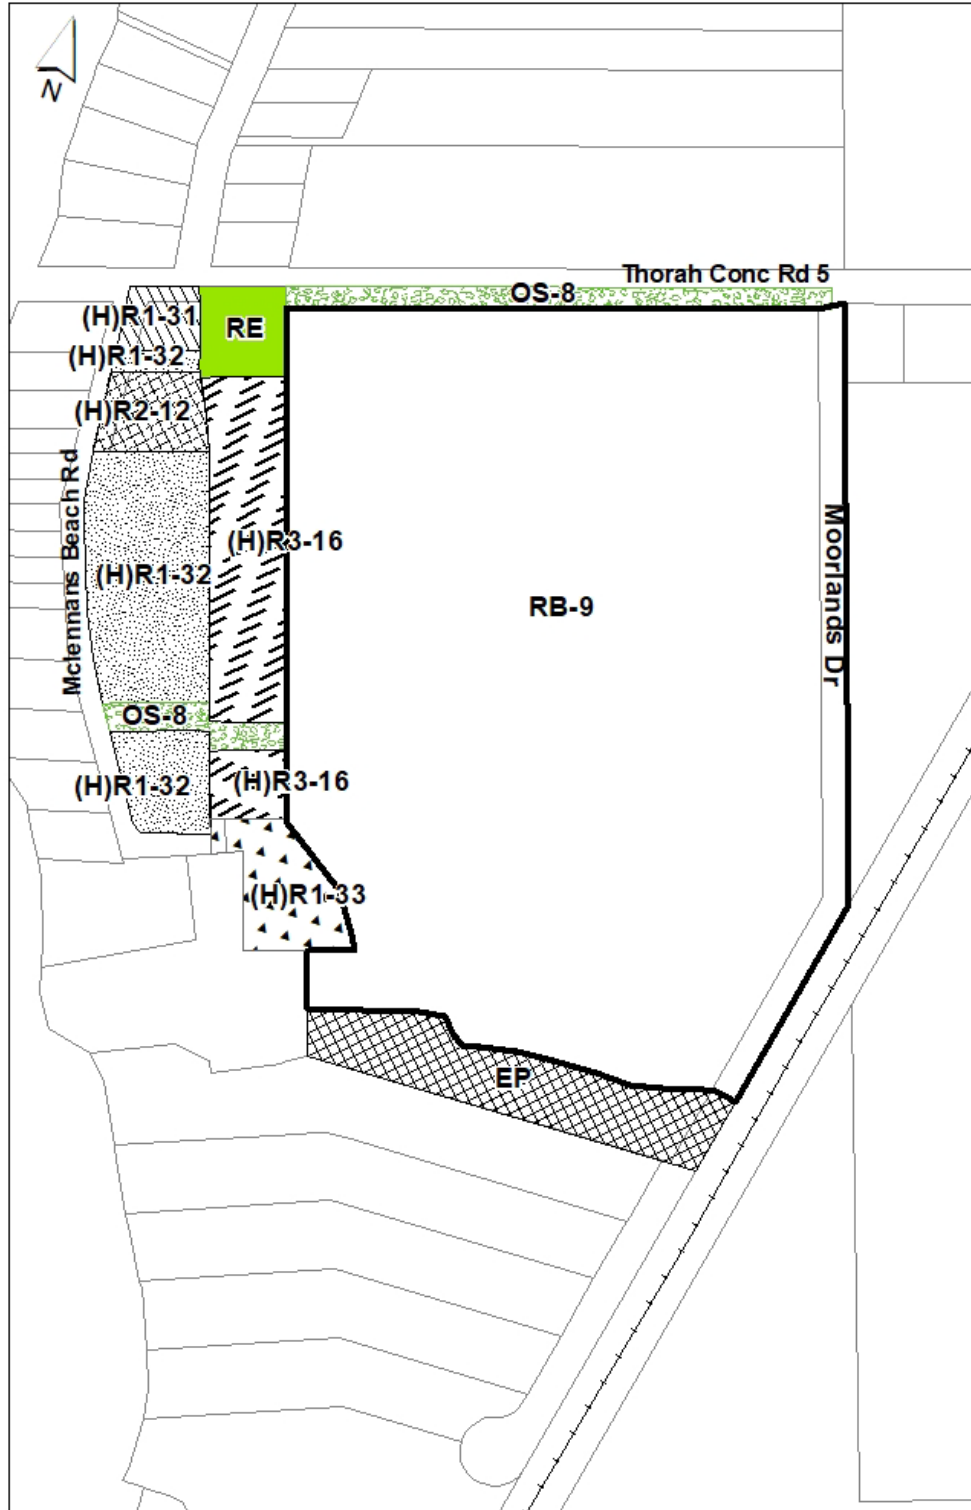 N
Thorah Conc Rd 5
OS-8
(H)R1-31
RE
(H)R1-32
(H)R2-12
Mclennans Beach Rd
(H)R3-16
(H)R1-32
Moorlands Dr
RB-9
OS-8
(H)R1-32
(H)R3-16
(H)R1-33
EP